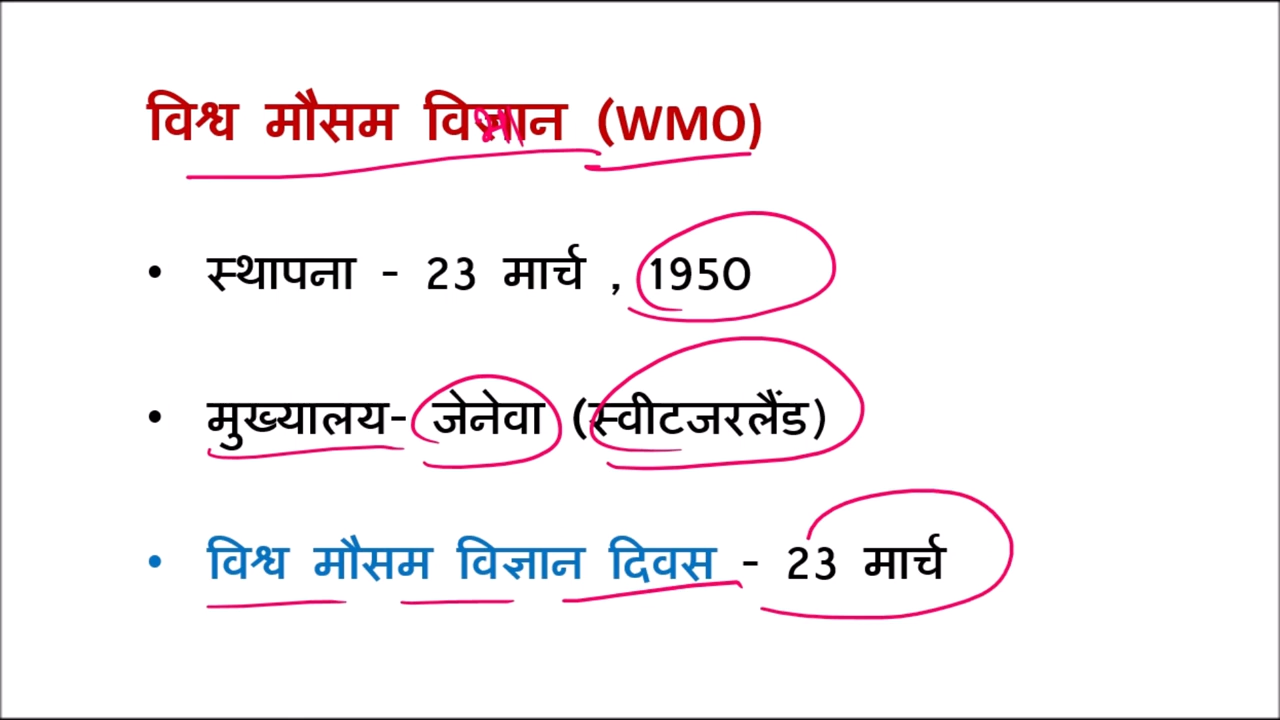 विश्व मौसम विज्ञान (WMO)
• स्थापना - 23 मार्च , 1950
• मुख्यालय- जेनेवा (स्वीटजरलैंड)
• विश्व मौसम विज्ञान दिवस - 23 मार्च